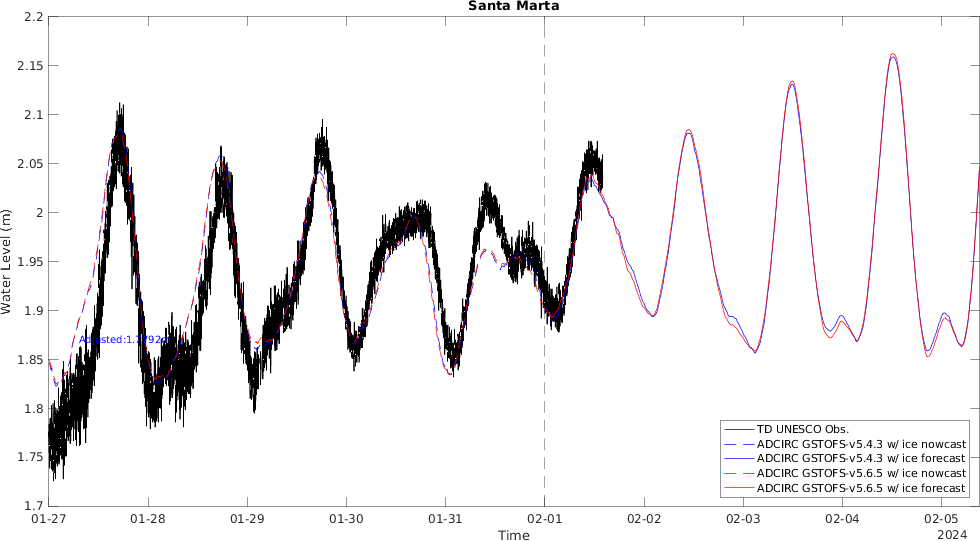 Santa Marta
Water Level (m)
2.2
2.15
2.1
2.05
2
1.95
1.9
1.85
1.8
1.75
1.7
TD UNESCO Obs.
ADCIRC GSTOFS-v5.4.3 w/ ice nowcast
ADCIRC GSTOFS-v5.4.3 w/ ice forecast
ADCIRC GSTOFS-v5.6.5 w/ ice nowcast
ADCIRC GSTOFS-v5.6.5 w/ ice forecast
01-27 01-28 01-29 01-30 01-31 02-01 02-02 02-03 02-04 02-05
Time
2024